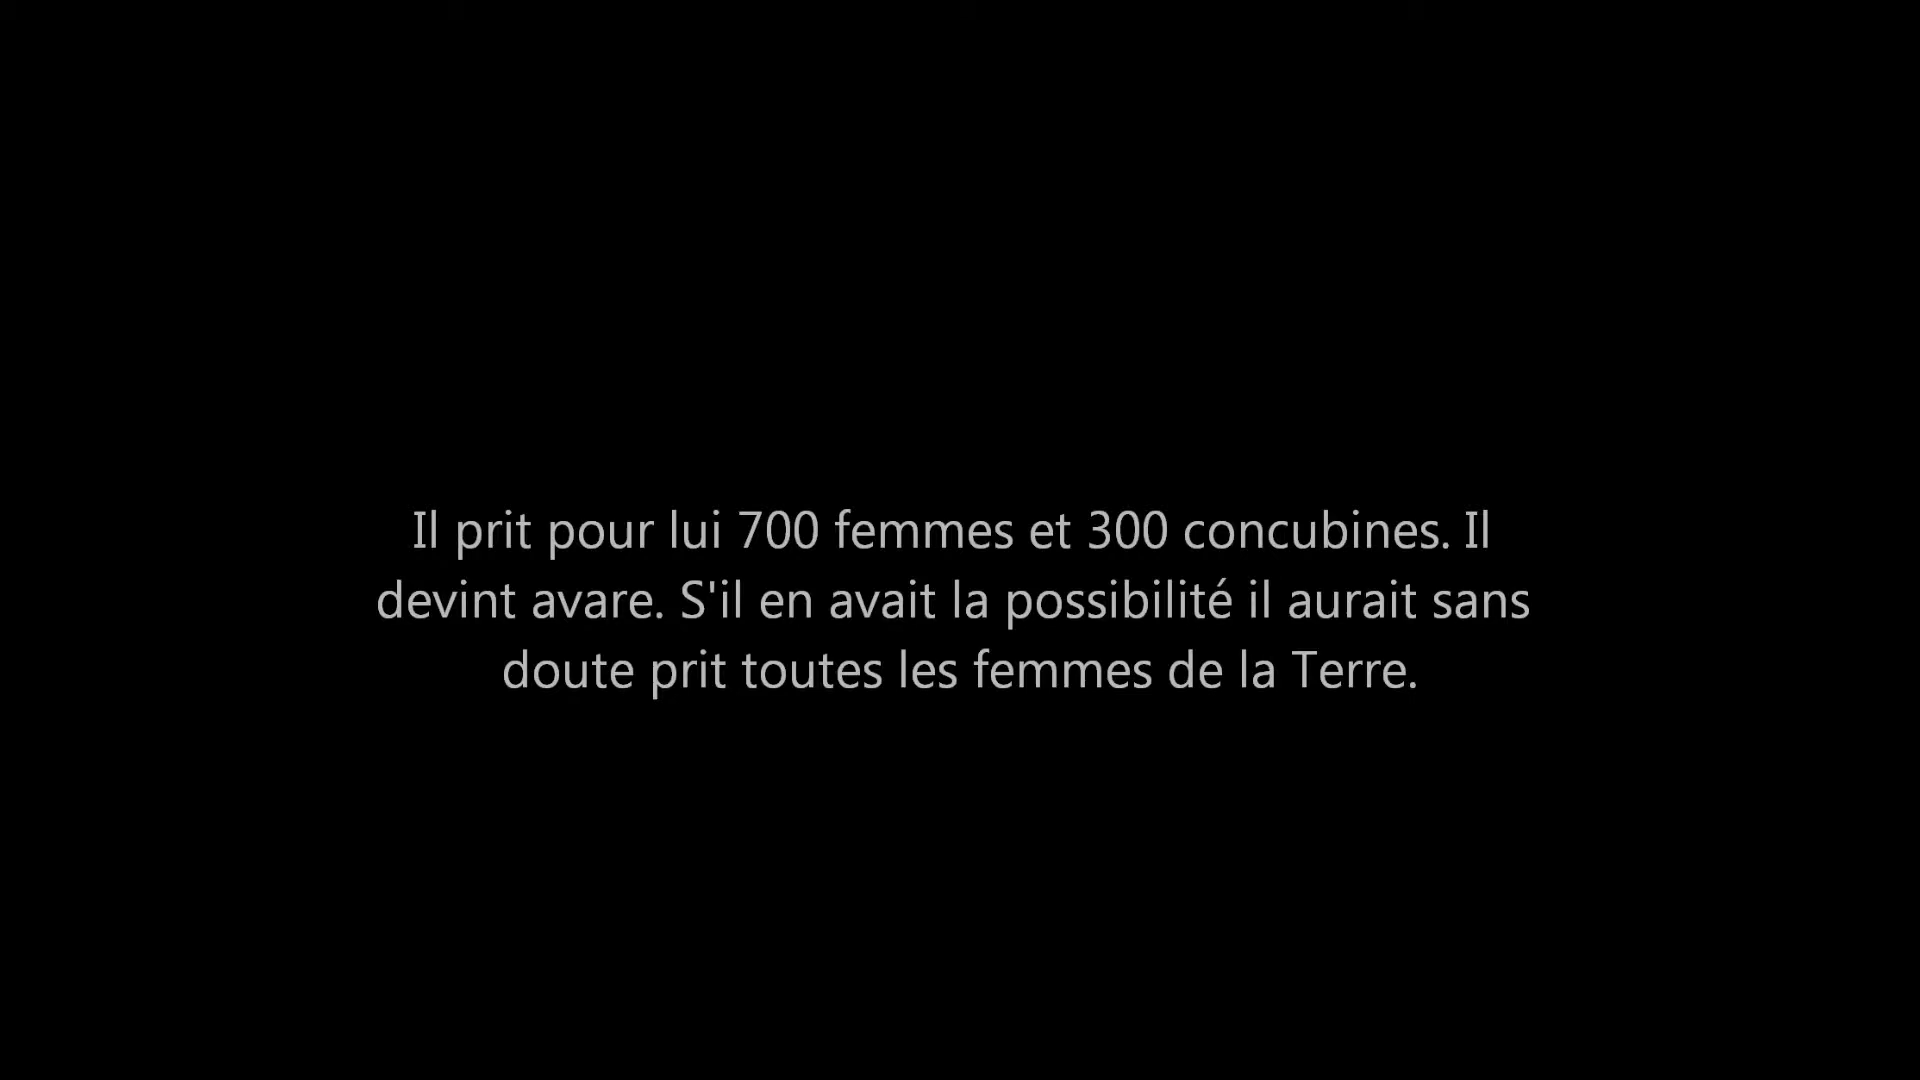 Il prit pour lui 700 femmes et 300 concubines. Il
devint avare. S'il en avait la possibilité il aurait sans
doute prit toutes les femmes de la Terre.